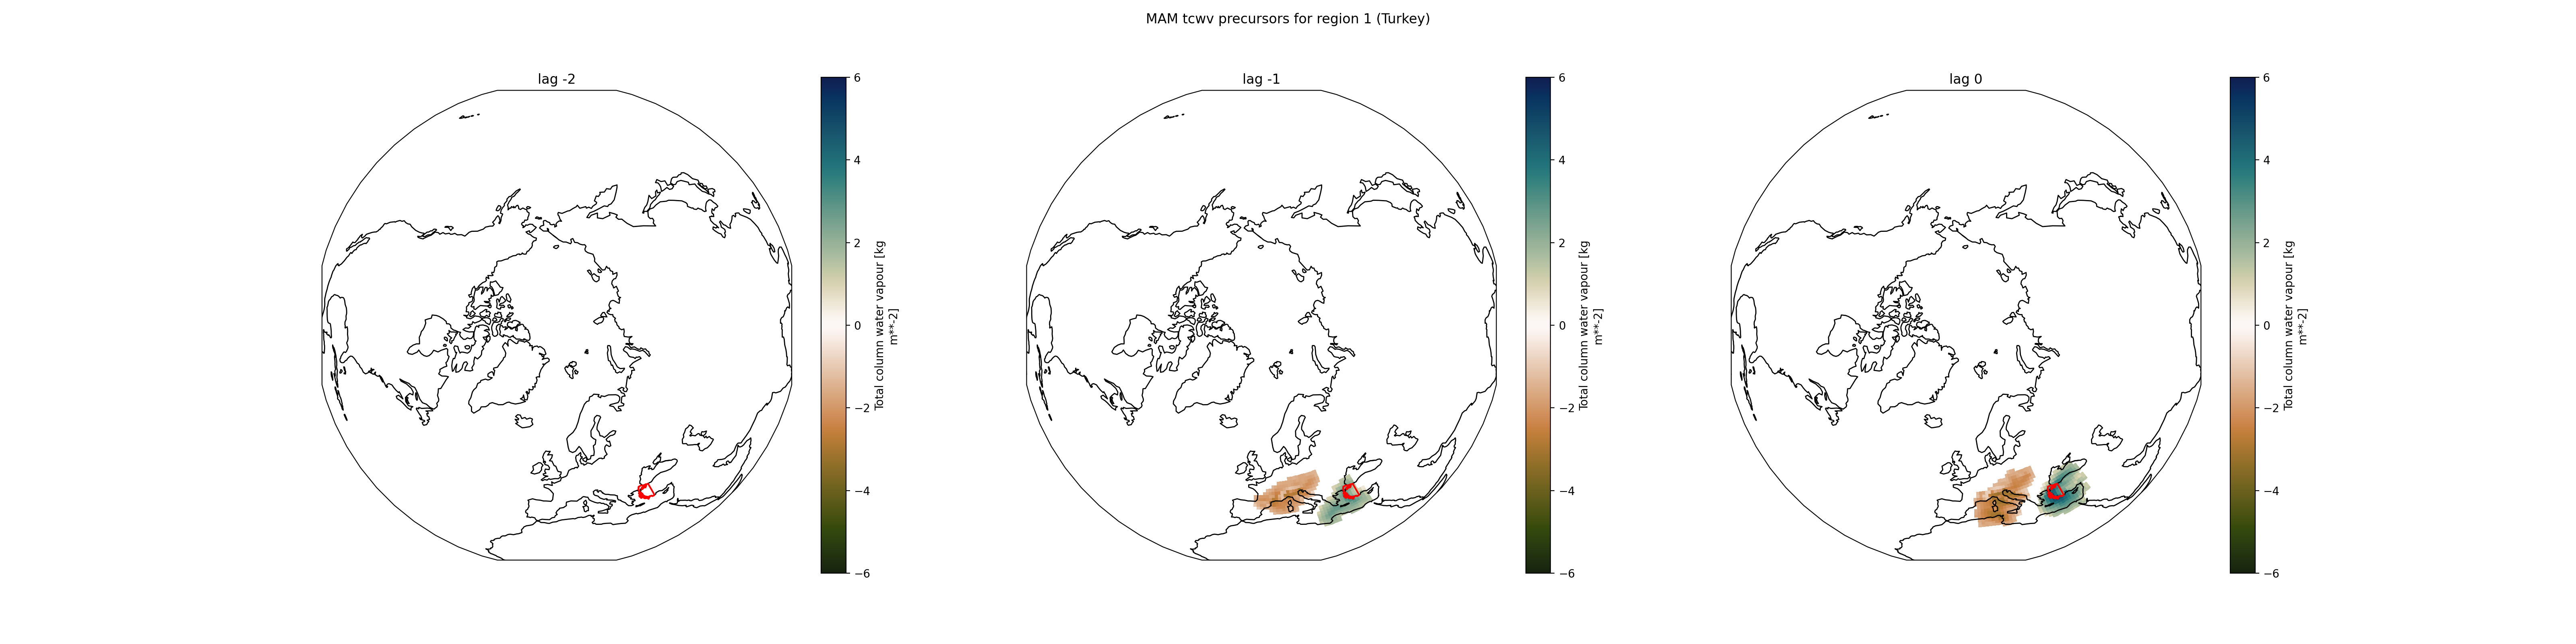 MAM tcwv precursors for region 1 (Turkey)
lag -2
6
4
2
0
−2
−4
−6
Total column water vapour [kg
m**-2]
lag -1
6
4
2
0
−2
−4
−6
Total column water vapour [kg
m**-2]
lag 0
6
4
2
0
−2
−4
−6
Total column water vapour [kg
m**-2]